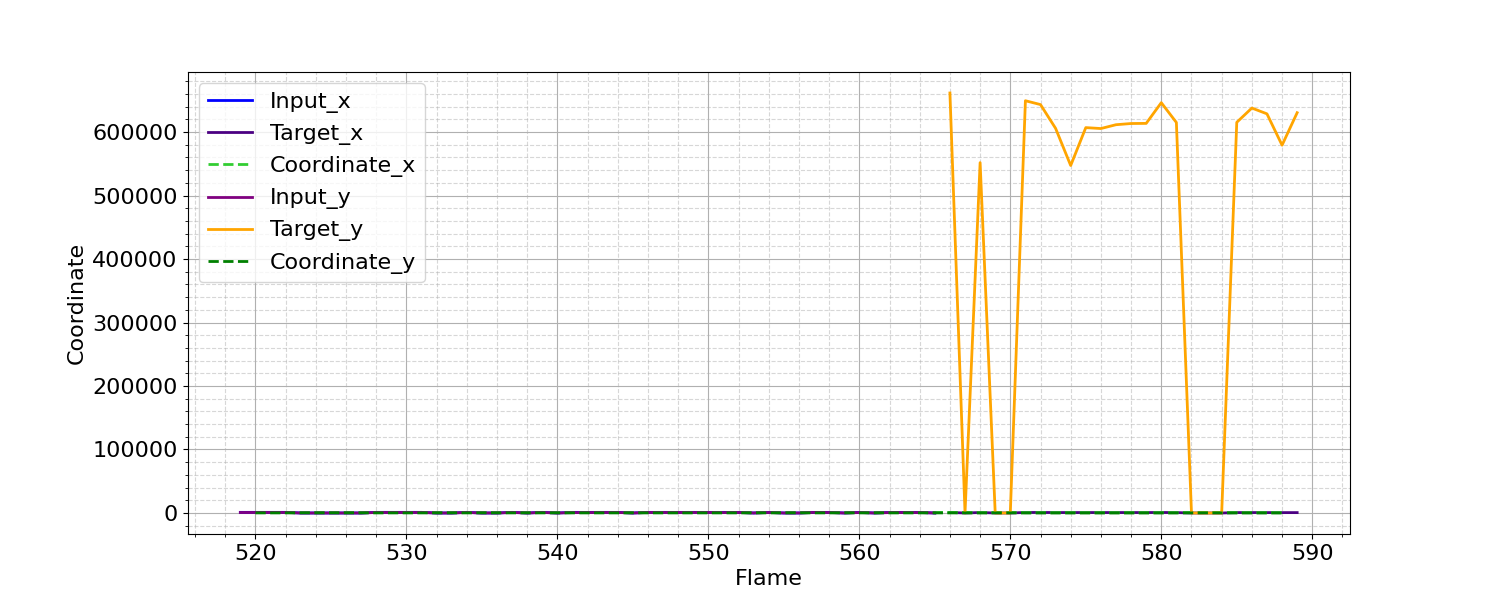 Input_x
Target_x
Coordinate_x
Input_y
Target_y
Coordinate_y
Coordinate
600000
500000
400000
300000
200000
100000
0
520 530 540 550 560 570 580 590
Flame